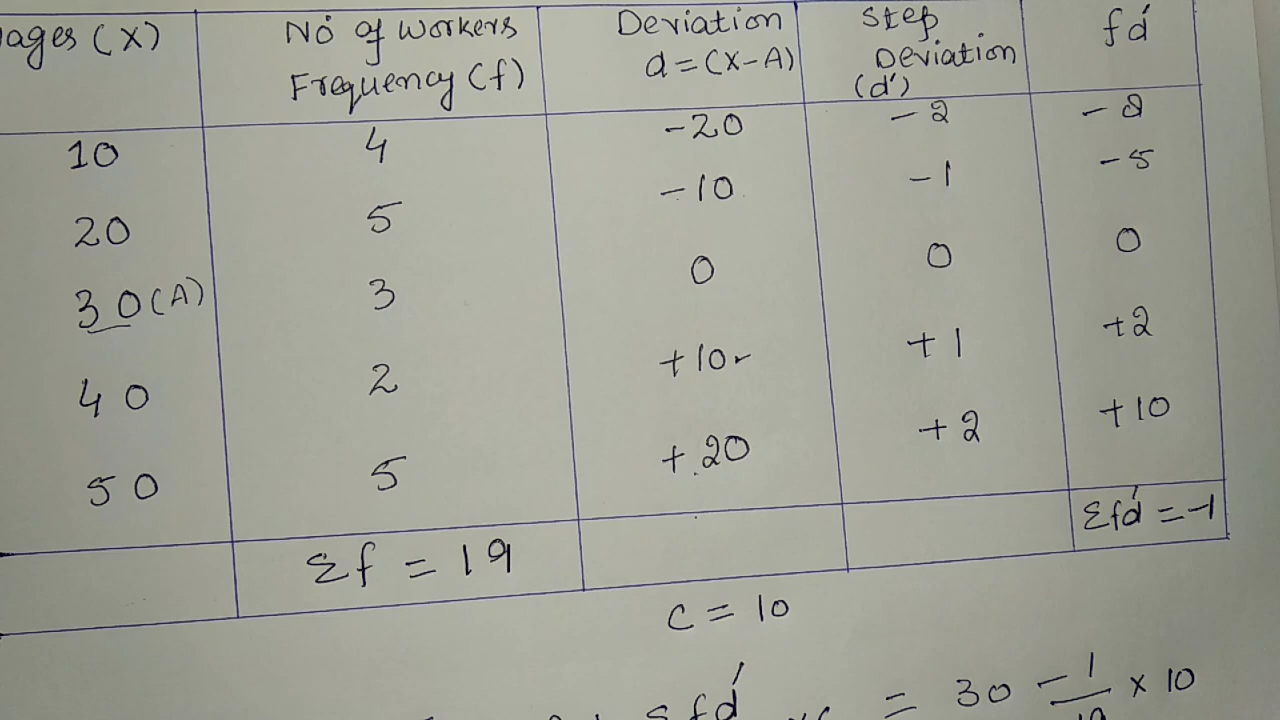 ages (X) No of Workers Frequency (f) Deviation d = (X-A) Step Deviation (d') fd'
10 4 -20 -2 -8
20 5 -10 -1 -5
30 (A) 3 0 0 0
40 2 +10 +1 +2
50 5 +20 +2 +10
Σf = 19 Σfd' = -1
C = 10
Σfd' = 30 - 1 × 10